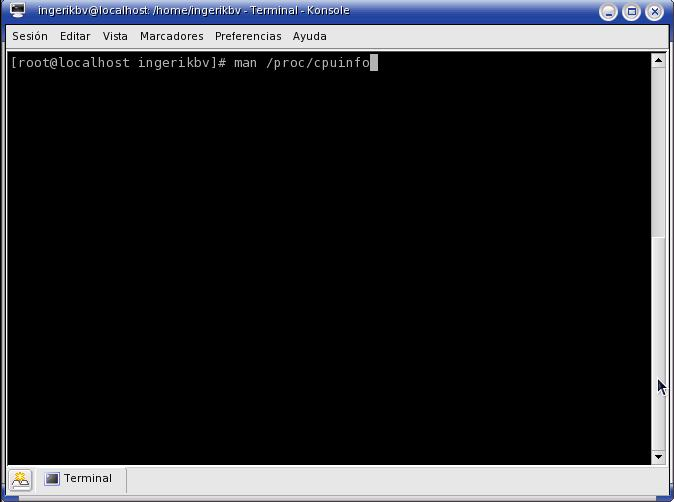 ingerikbv@localhost: /home/ingerikbv - Terminal - Konsole
Sesión Editar Vista Marcadores Preferencias Ayuda
[root@localhost ingerikbv]# man /proc/cpuinfo
Terminal